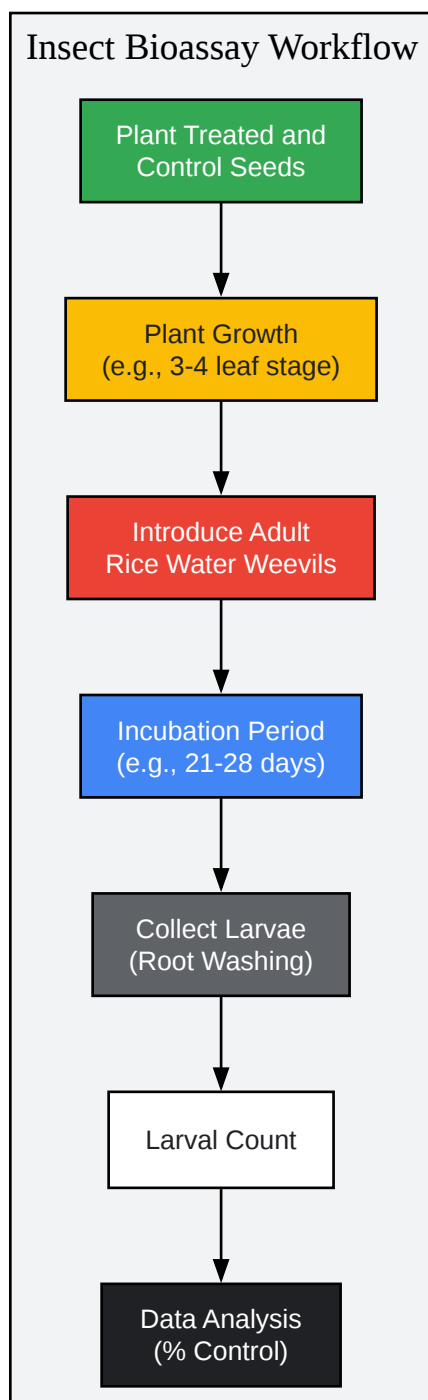 Insect Bioassay Workflow
Plant Treated and
Control Seeds
Plant Growth
(e.g., 3-4 leaf stage)
Introduce Adult
Rice Water Weevils
Incubation Period
(e.g., 21-28 days)
Collect Larvae
(Root Washing)
Larval Count
Data Analysis
(% Control)